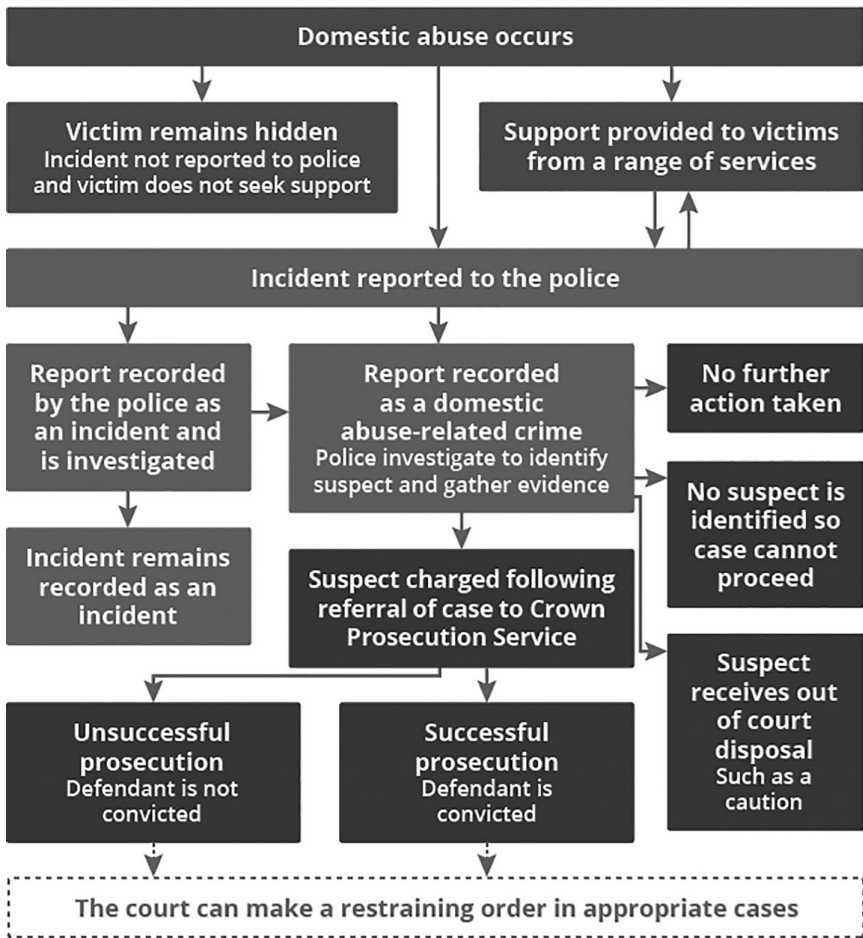 Domestic abuse occurs
Victim remains hidden
Incident not reported to police
and victim does not seek support
Support provided to victims
from a range of services
Incident reported to the police
Report recorded
by the police as
an incident and
is investigated
Report recorded
as a domestic
abuse-related crime
Police investigate to identify
suspect and gather evidence
No further
action taken
No suspect is
identified so
case cannot
proceed
Incident remains
recorded as an
incident
Suspect charged following
referral of case to Crown
Prosecution Service
Suspect
receives out
of court
disposal
Such as a
caution
Unsuccessful
prosecution
Defendant is not
convicted
Successful
prosecution
Defendant is
convicted
The court can make a restraining order in appropriate cases